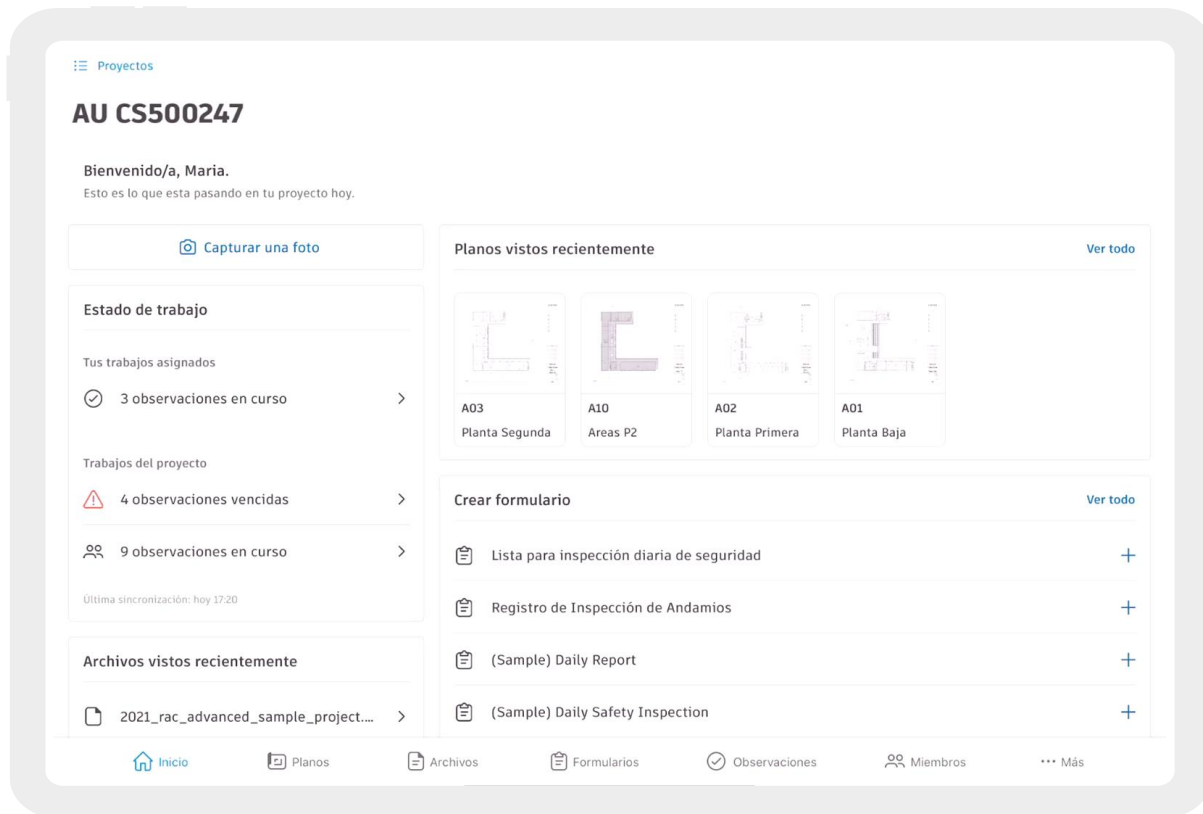 Proyectos
AU CS500247
Bienvenido/a, Maria.
Esto es lo que esta pasando en tu proyecto hoy.
Capturar una foto
Estado de trabajo
Tus trabajos asignados
3 observaciones en curso
Trabajos del proyecto
4 observaciones vencidas
9 observaciones en curso
Última sincronización: hoy 17:20
Archivos vistos recientemente
2021_rac_advanced_sample_project....
Planos vistos recientemente
Ver todo
A03
Planta Segunda
A10
Areas P2
A02
Planta Primera
A01
Planta Baja
Crear formulario
Ver todo
Lista para inspección diaria de seguridad
Registro de Inspección de Andamios
(Sample) Daily Report
(Sample) Daily Safety Inspection
Inicio
Planos
Archivos
Formularios
Observaciones
Miembros
Más